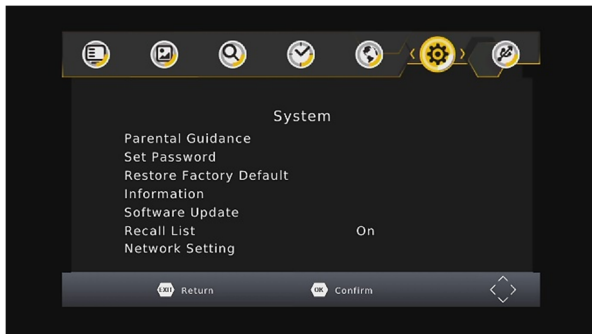 System
Parental Guidance
Set Password
Restore Factory Default
Information
Software Update
Recall List On
Network Setting
EXIT Return OK Confirm